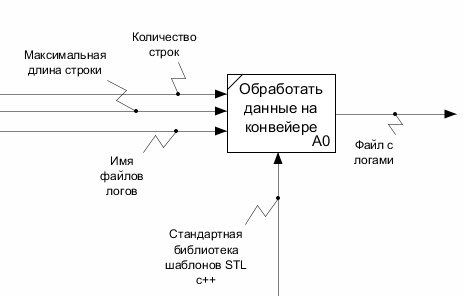 Количество
строк
Максимальная
длина строки
Обработать
данные на
конвейере
A0
Имя
файлов
логов
Файл с
логами
Стандартная
библиотека
шаблонов STL
с++